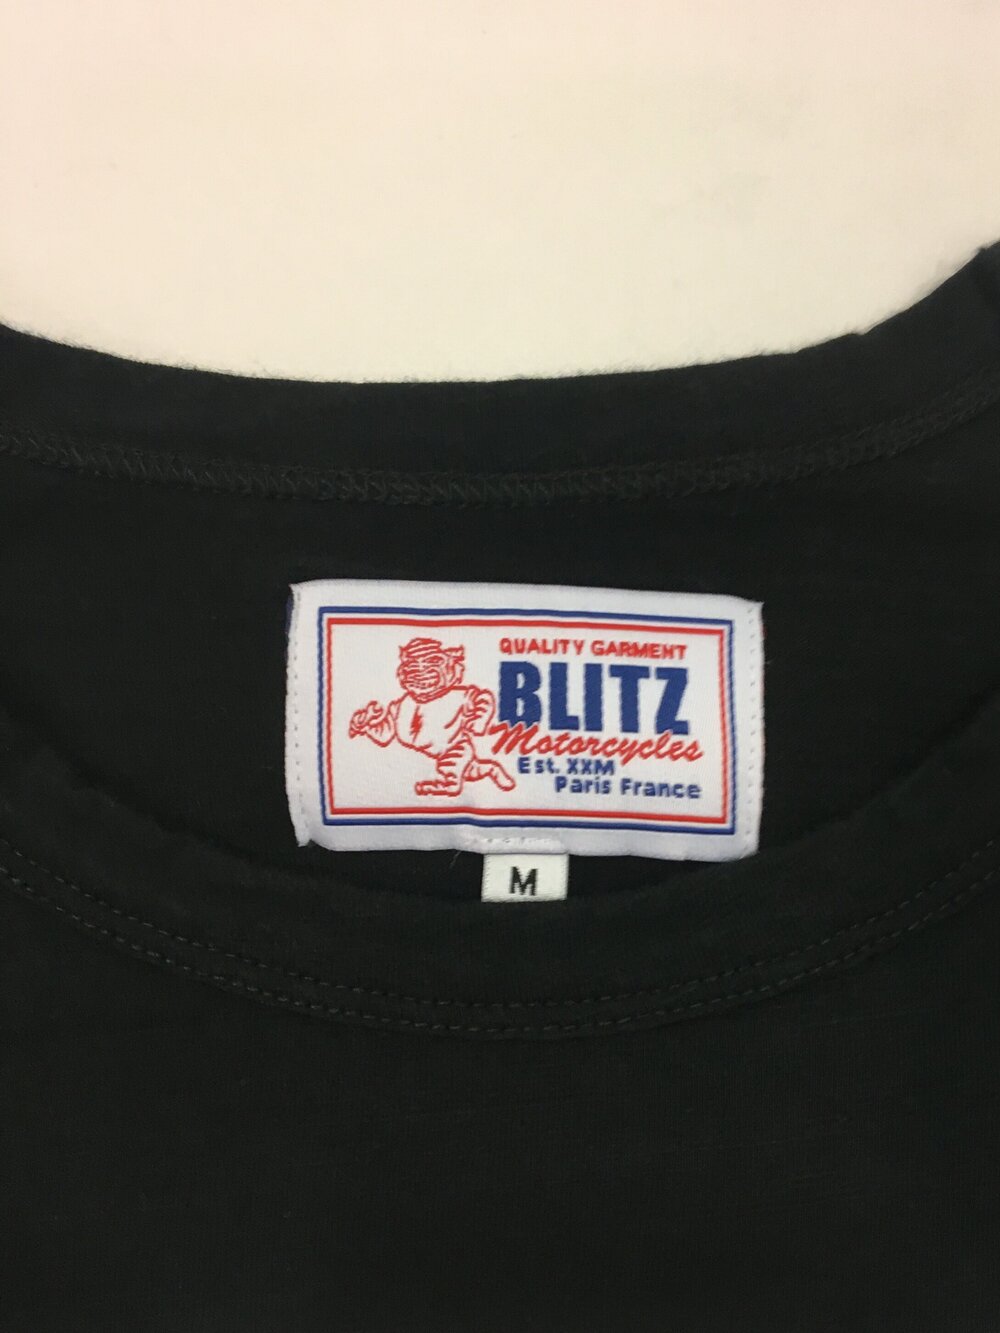 QUALITY GARMENT
BLITZ
Motorcycles
Est. XXM
Paris France
M